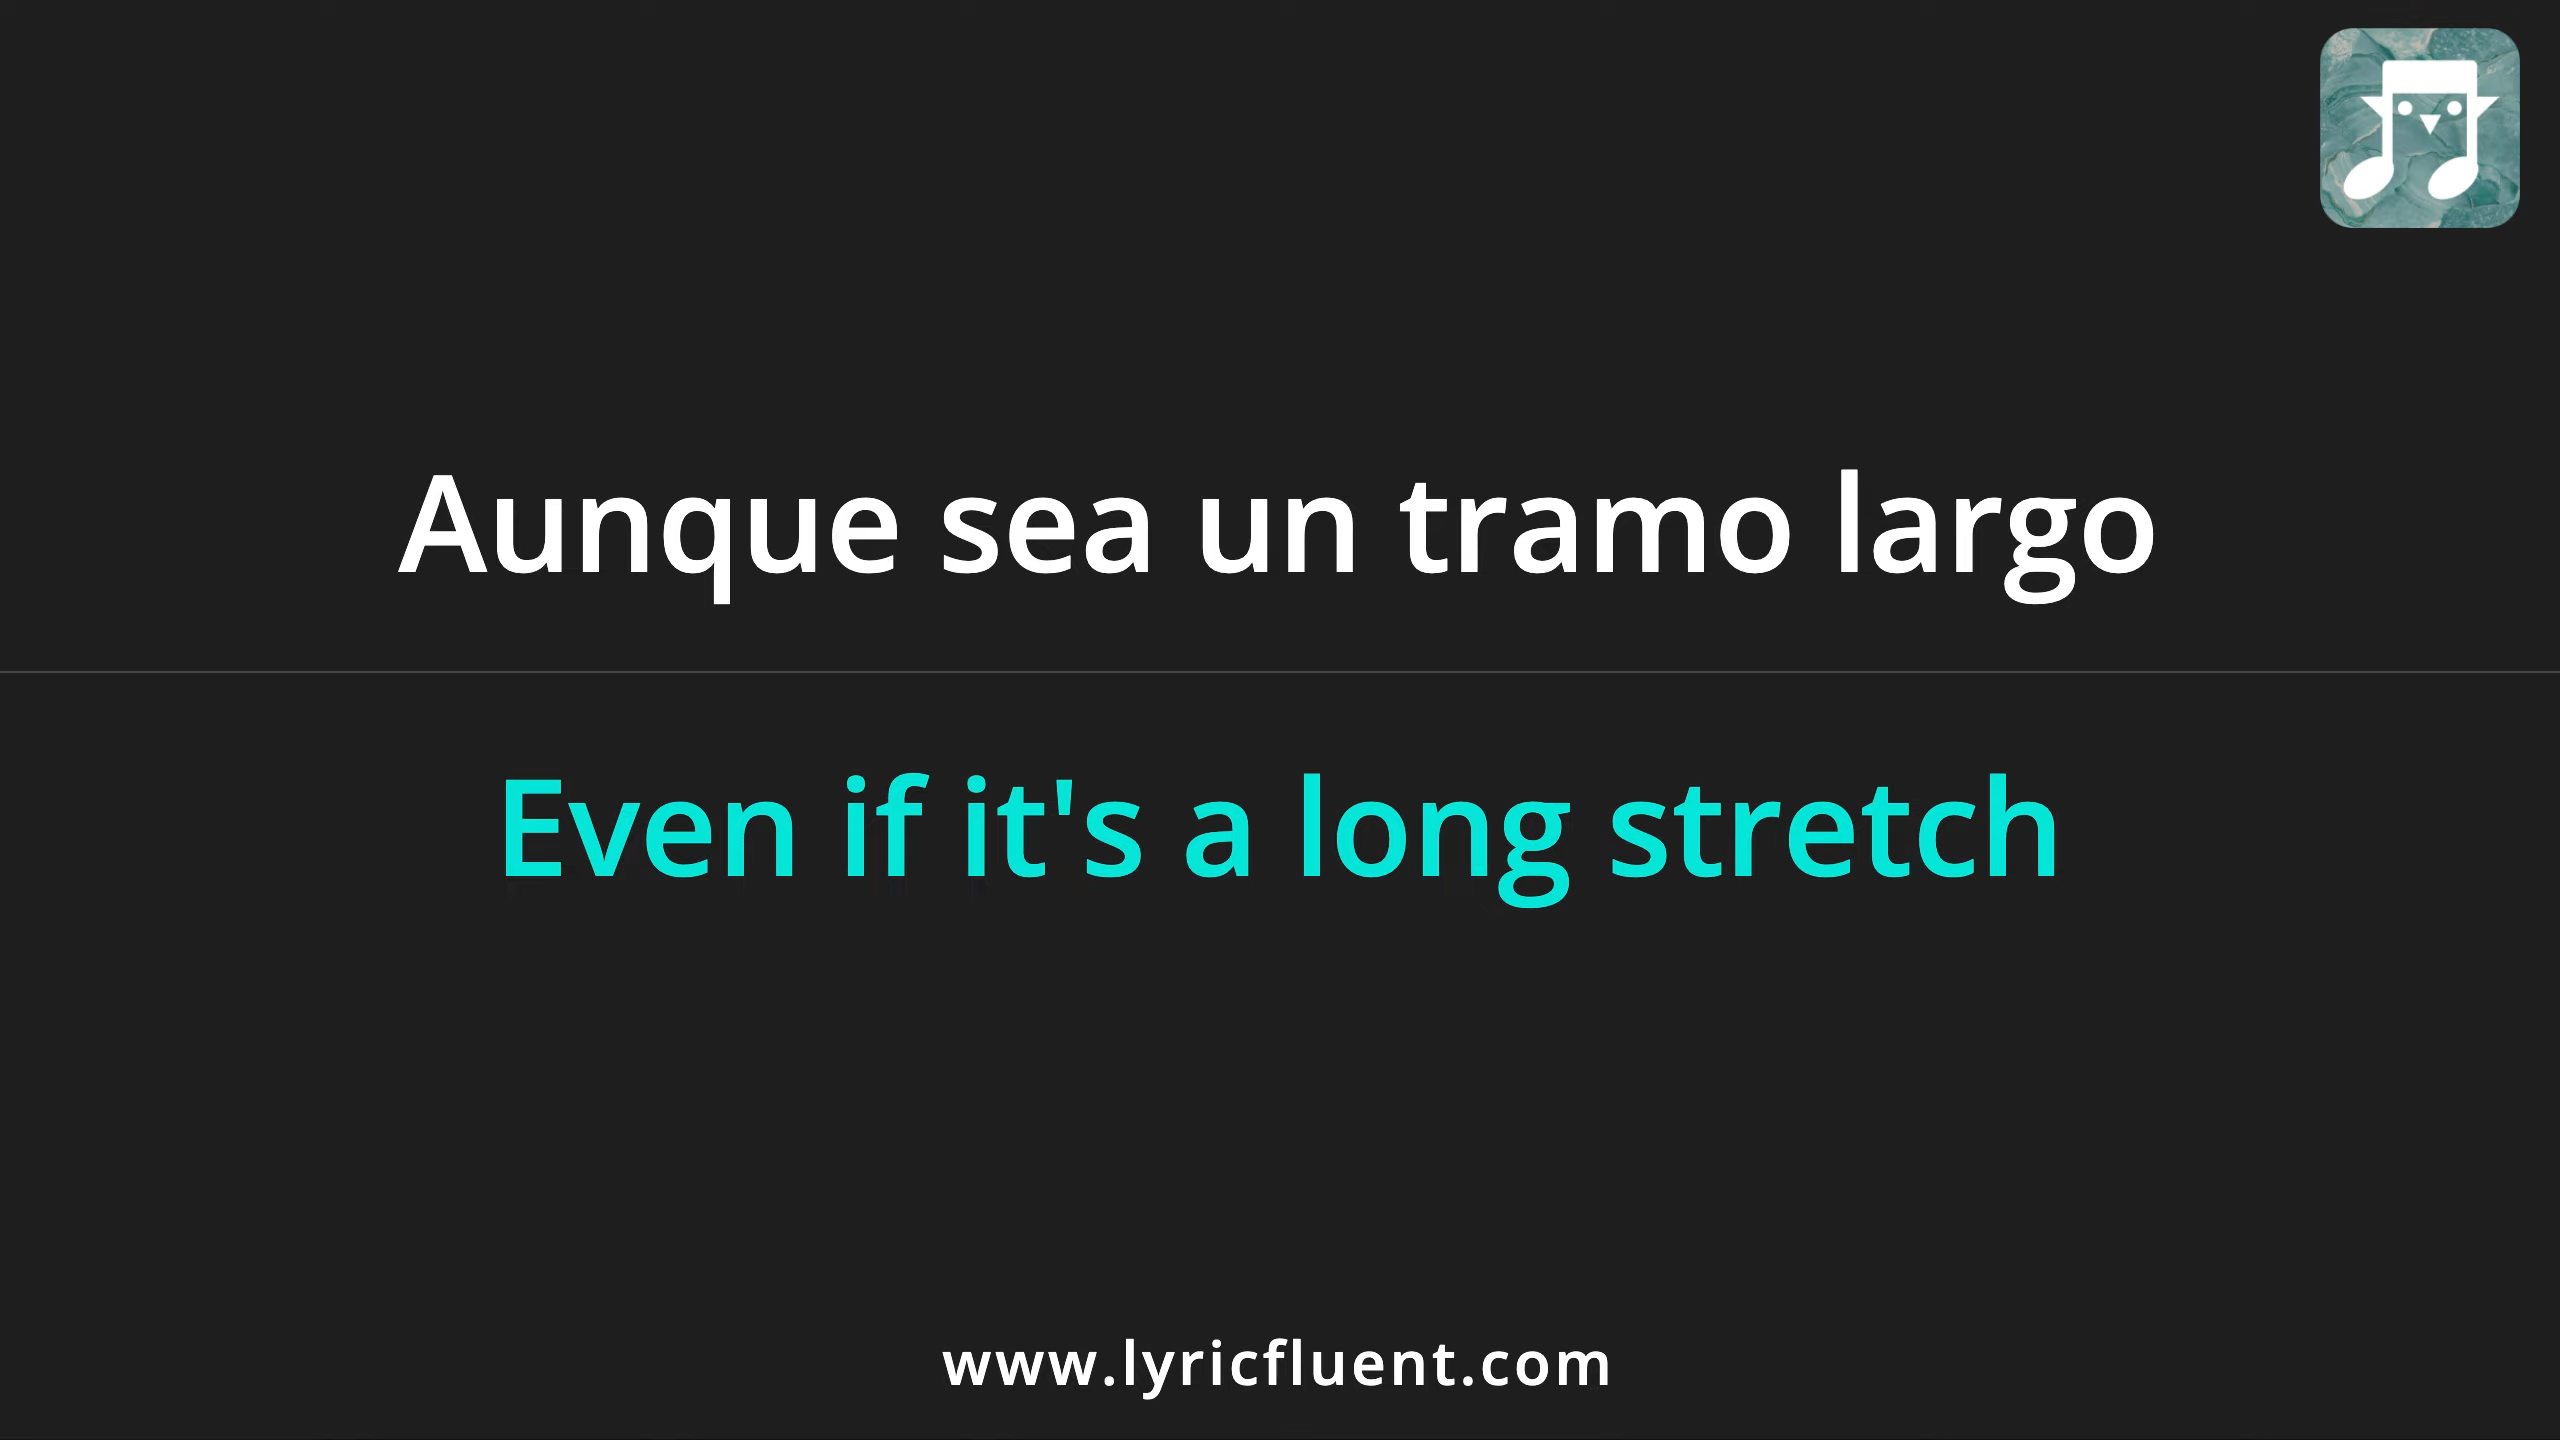 Aunque sea un tramo largo
Even if it's a long stretch
www.lyricfluent.com